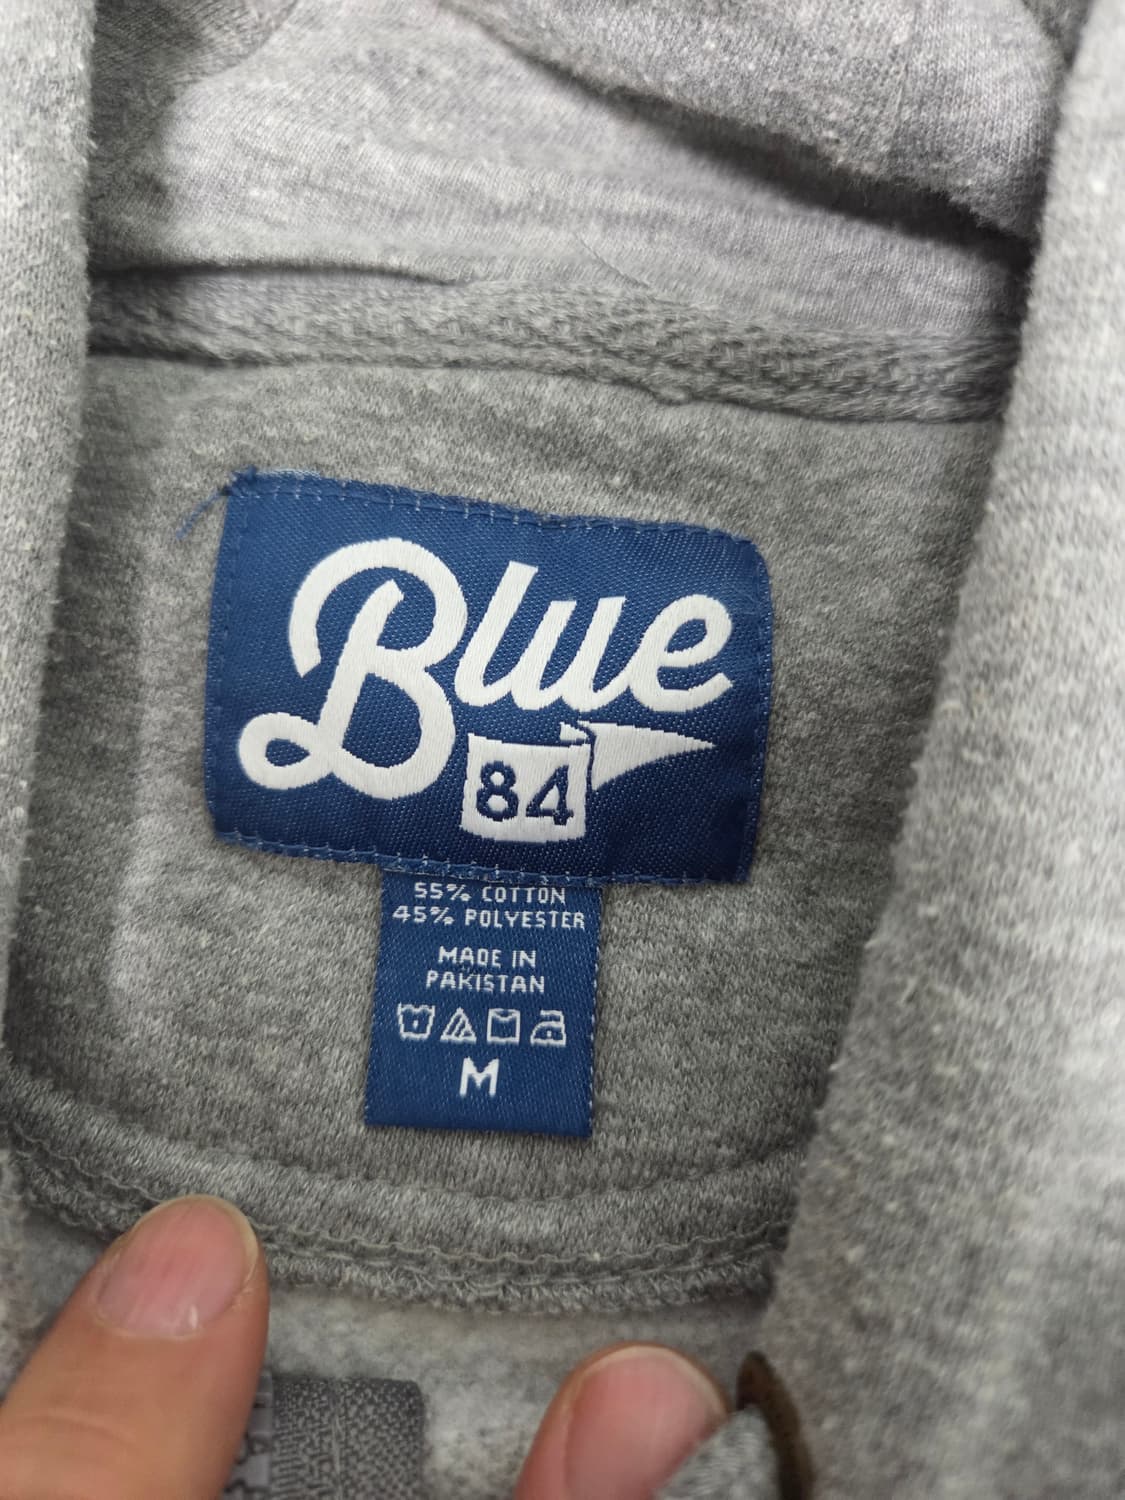 Blue
84
55% COTTON
45% POLYESTER
MADE IN
PAKISTAN
M